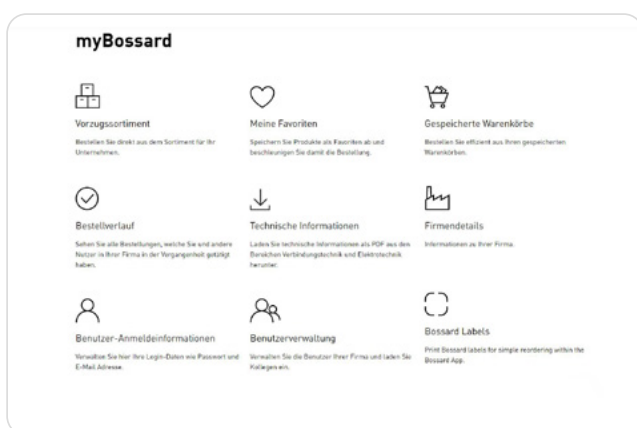 myBossard
Vorzugssortiment
Bestellen Sie direkt aus dem Sortiment für Ihr
Unternehmen.
Meine Favoriten
Speichern Sie Produkte als Favoriten ab und
beschleunigen Sie damit die Bestellung.
Gespeicherte Warenkörbe
Bestellen Sie effizient aus Ihren gespeicherten
Warenkörben.
Bestellverlauf
Sehen Sie alle Bestellungen, welche Sie und andere
Nutzer in Ihrer Firma in der Vergangenheit getätigt
haben.
Technische Informationen
Laden Sie technische Informationen als PDF aus den
Bereichen Verbindungstechnik und Elektrotechnik
herunter.
Firmendetails
Informationen zu Ihrer Firma.
Benutzer-Anmeldeinformationen
Verwalten Sie hier Ihre Login-Daten wie Passwort und
E-Mail Adresse.
Benutzerverwaltung
Verwalten Sie die Benutzer Ihrer Firma und laden Sie
Kollegen ein.
Bossard Labels
Print Bossard labels for simple reordering within the
Bossard App.